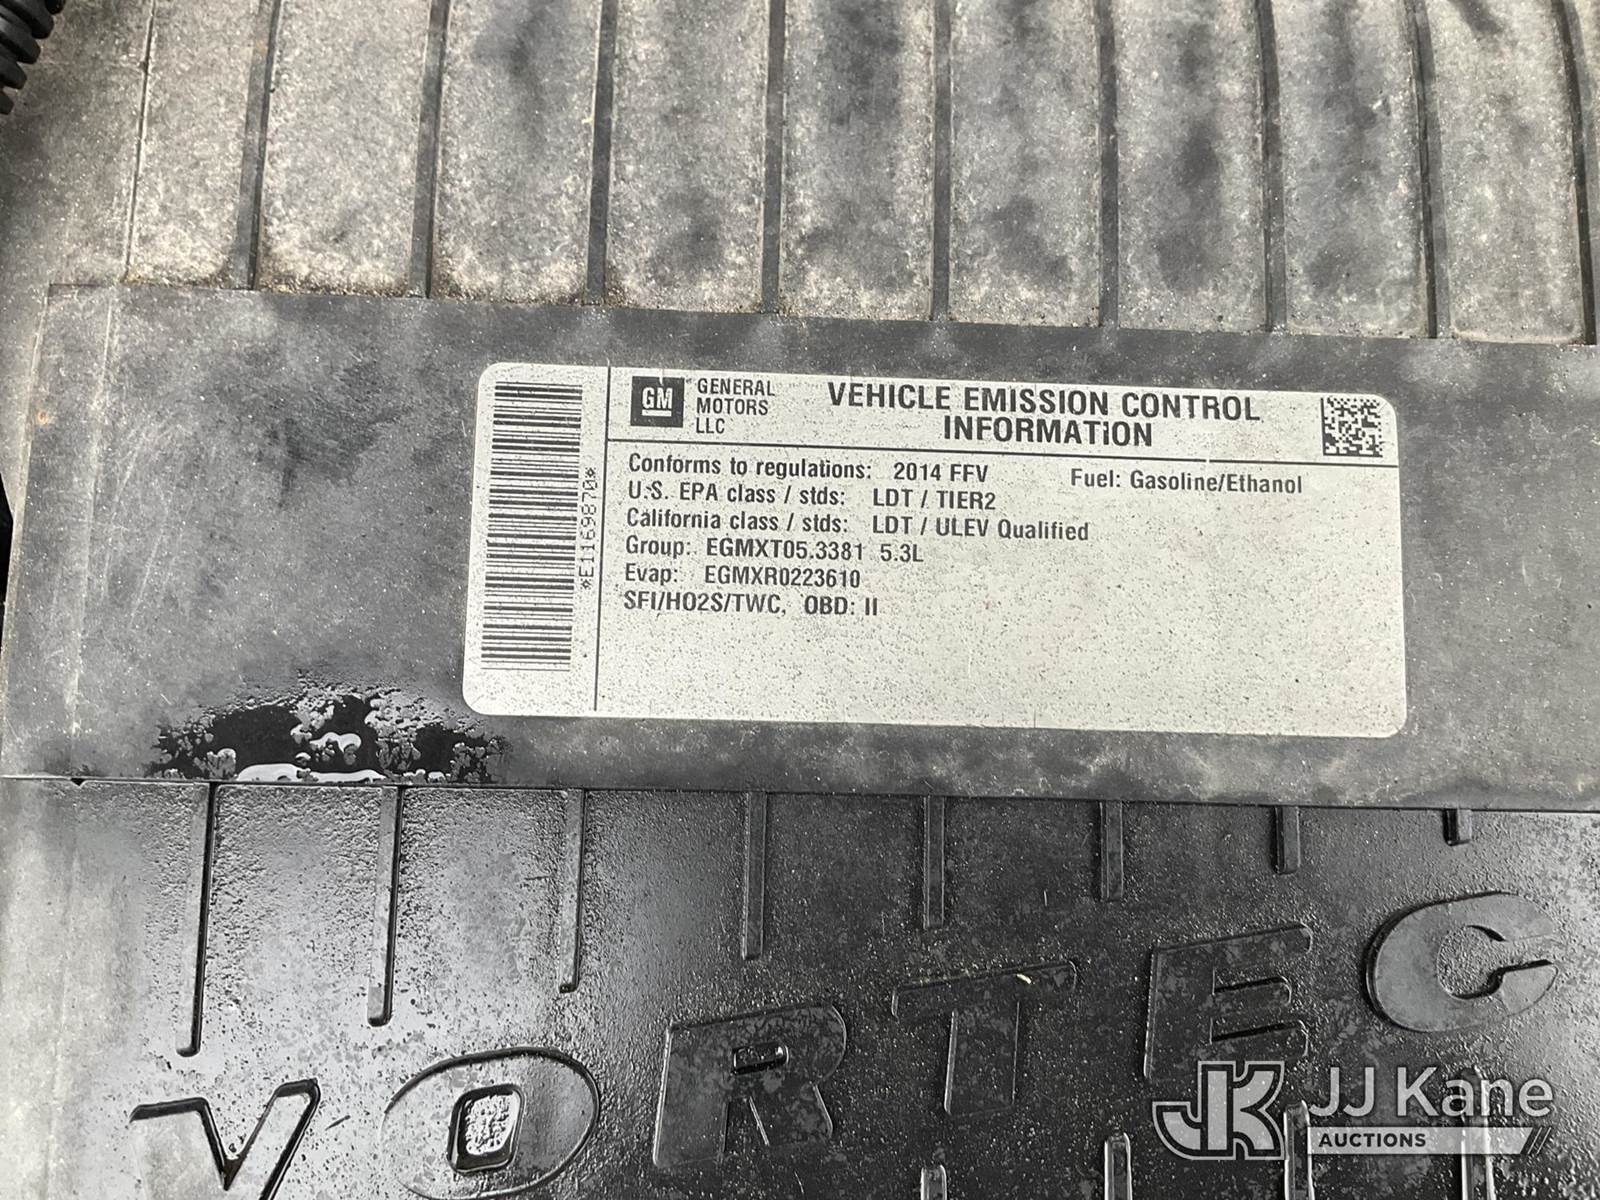 GM
GENERAL
MOTORS
LLC
VEHICLE EMISSION CONTROL
INFORMATION
Conforms to regulations: 2014 FFV
Fuel: Gasoline/Ethanol
U.S. EPA class / stds: LDT / TIER2
California class / stds: LDT / ULEV Qualified
Group: EGMXT05.3381 5.3L
Evap: EGMXR0223610
SFI/HO2S/TWC, OBD: II
*E1169870*
VORTEC
JK JJ Kane
AUCTIONS